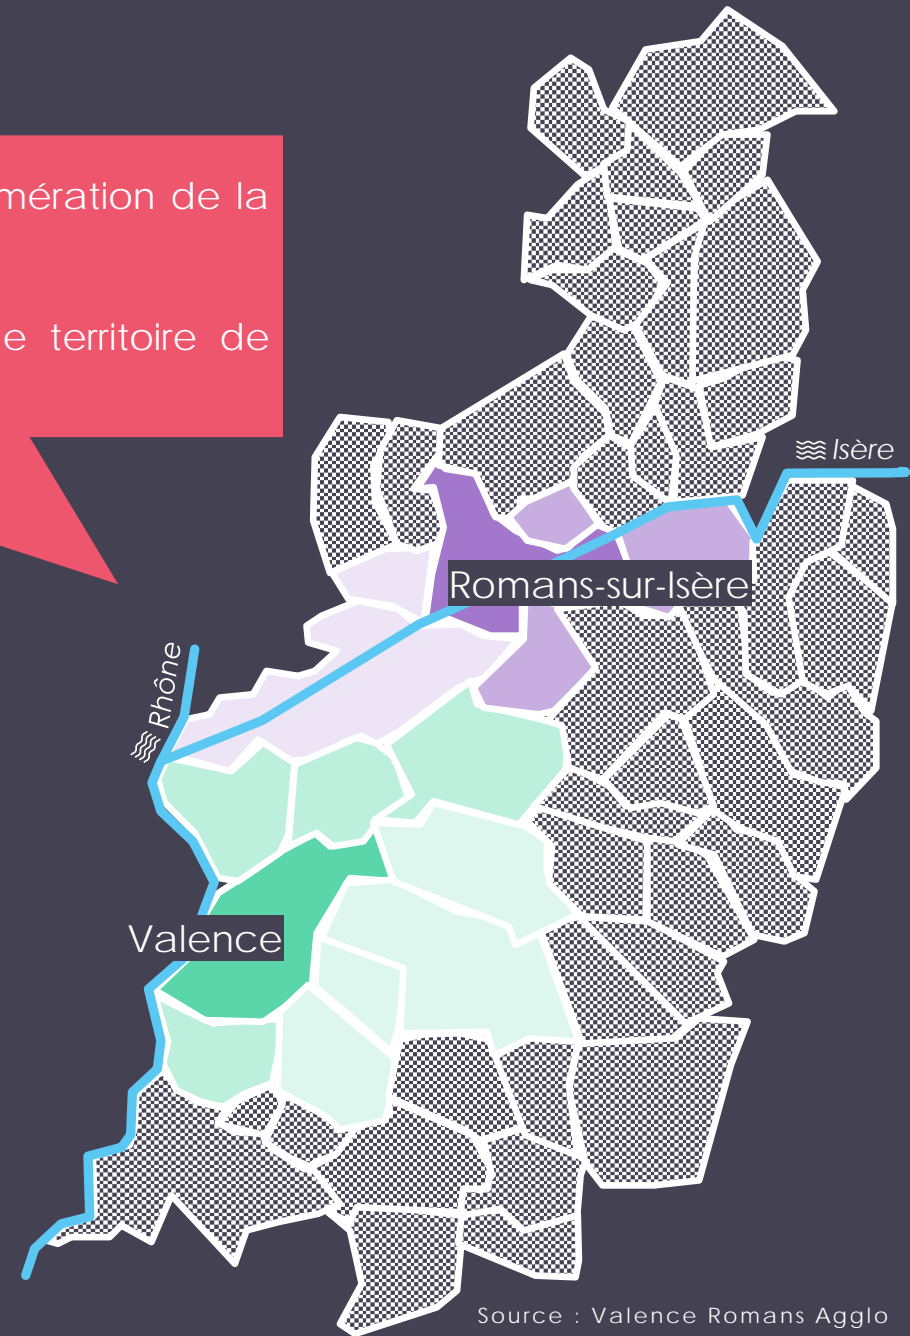 mération de la
e territoire de
Isère
Romans-sur-Isère
Rhône
Valence
Source : Valence Romans Agglo